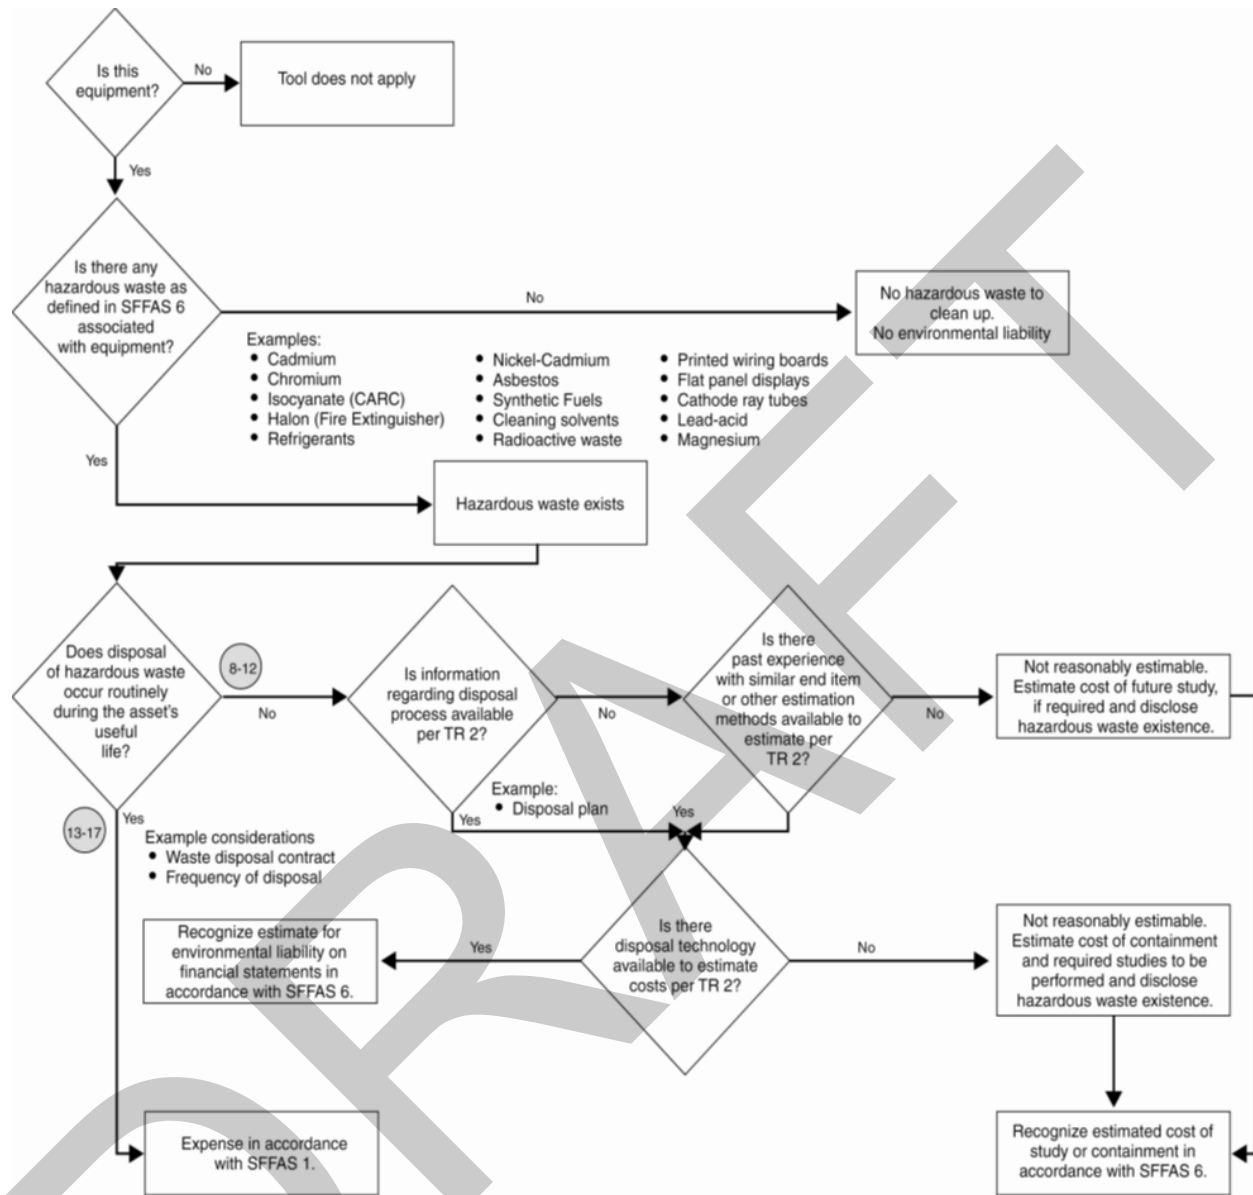 Is this
equipment?
No
Tool does not apply
Yes
Is there any
hazardous waste as
defined in SFFAS 6
associated
with equipment?
No
No hazardous waste to
clean up.
No environmental liability
Examples:
• Cadmium
• Chromium
• Isocyanate (CARC)
• Halon (Fire Extinguisher)
• Refrigerants
• Nickel-Cadmium
• Asbestos
• Synthetic Fuels
• Cleaning solvents
• Radioactive waste
• Printed wiring boards
• Flat panel displays
• Cathode ray tubes
• Lead-acid
• Magnesium
Yes
Hazardous waste exists
Does disposal
of hazardous waste
occur routinely
during the asset's
useful
life?
8-12
No
Is information
regarding disposal
process available
per TR 2?
No
Is there
past experience
with similar end item
or other estimation
methods available to
estimate per
TR 2?
No
Not reasonably estimable.
Estimate cost of future study,
if required and disclose
hazardous waste existence.
Example:
• Disposal plan
Yes
Yes
13-17
Yes
Example considerations
• Waste disposal contract
• Frequency of disposal
Is there
disposal technology
available to estimate
costs per TR 2?
Yes
Recognize estimate for
environmental liability on
financial statements in
accordance with SFFAS 6.
No
Not reasonably estimable.
Estimate cost of containment
and required studies to be
performed and disclose
hazardous waste existence.
Expense in accordance
with SFFAS 1.
Recognize estimated cost of
study or containment in
accordance with SFFAS 6.
DRAFT